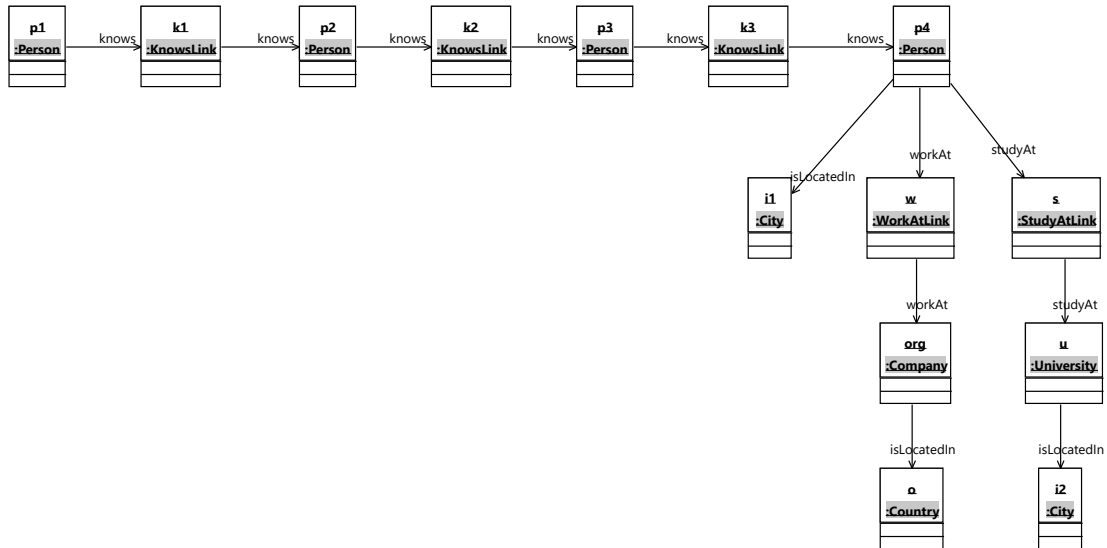 p1
:Person
knows
k1
:KnowsLink
knows
p2
:Person
knows
k2
:KnowsLink
knows
p3
:Person
knows
k3
:KnowsLink
knows
p4
:Person
isLocatedIn
workAt
studyAt
i1
:City
w
:WorkAtLink
s
:StudyAtLink
workAt
studyAt
org
:Company
u
:University
isLocatedIn
isLocatedIn
o
:Country
i2
:City